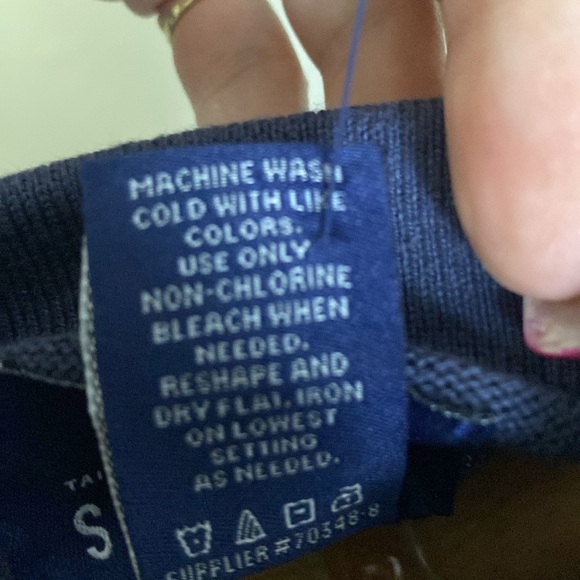 MACHINE WASH
COLD WITH LIKE
COLORS.
USE ONLY
NON-CHLORINE
BLEACH WHEN
NEEDED.
RESHAPE AND
DRY FLAT. IRON
ON LOWEST
SETTING
AS NEEDED.
SUPPLIER #70348-8
TAI
S